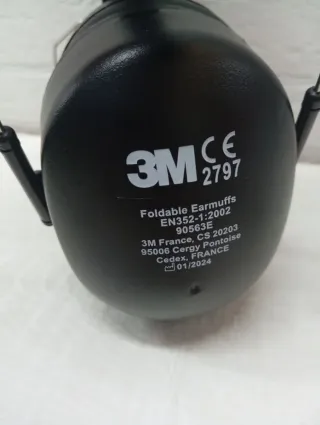 3M CE
2797
Foldable Earmuffs
EN352-1:2002
90563E
3M France, CS 20203
95006 Cergy Pontoise
Cedex, FRANCE
01/2024